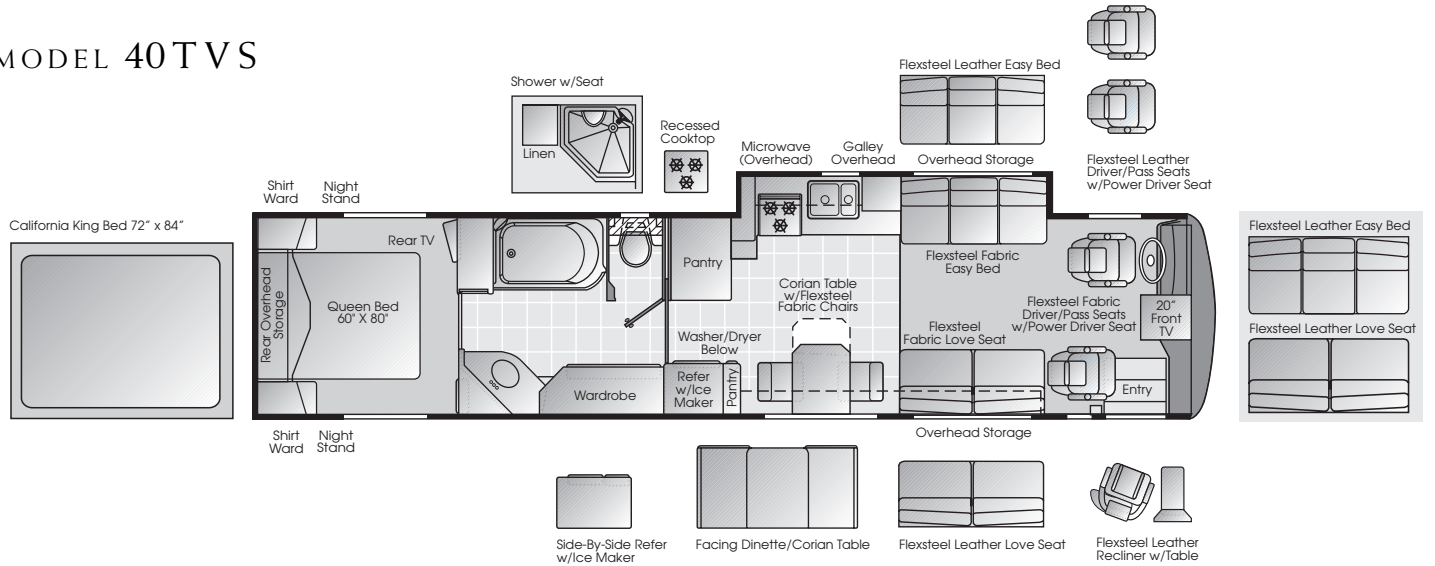 MODEL 40TVS
Flexsteel Leather Easy Bed
Shower w/Seat
Linen
Recessed
Cooktop
Microwave
(Overhead)
Galley
Overhead
Overhead Storage
Flexsteel Leather
Driver/Pass Seats
w/Power Driver Seat
Shirt
Ward
Night
Stand
California King Bed 72" x 84"
Rear TV
Flexsteel Leather Easy Bed
Rear Overhead
Storage
Queen Bed
60" X 80"
Pantry
Flexsteel Fabric
Easy Bed
Corian Table
w/Flexsteel
Fabric Chairs
Flexsteel Fabric
Driver/Pass Seats
w/Power Driver Seat
20"
Front
TV
Flexsteel
Fabric Love Seat
Flexsteel Leather Love Seat
Washer/Dryer
Below
Wardrobe
Refer
w/Ice
Maker
Pantry
Entry
Shirt
Ward
Night
Stand
Overhead Storage
Side-By-Side Refer
w/Ice Maker
Facing Dinette/Corian Table
Flexsteel Leather Love Seat
Flexsteel Leather
Recliner w/Table